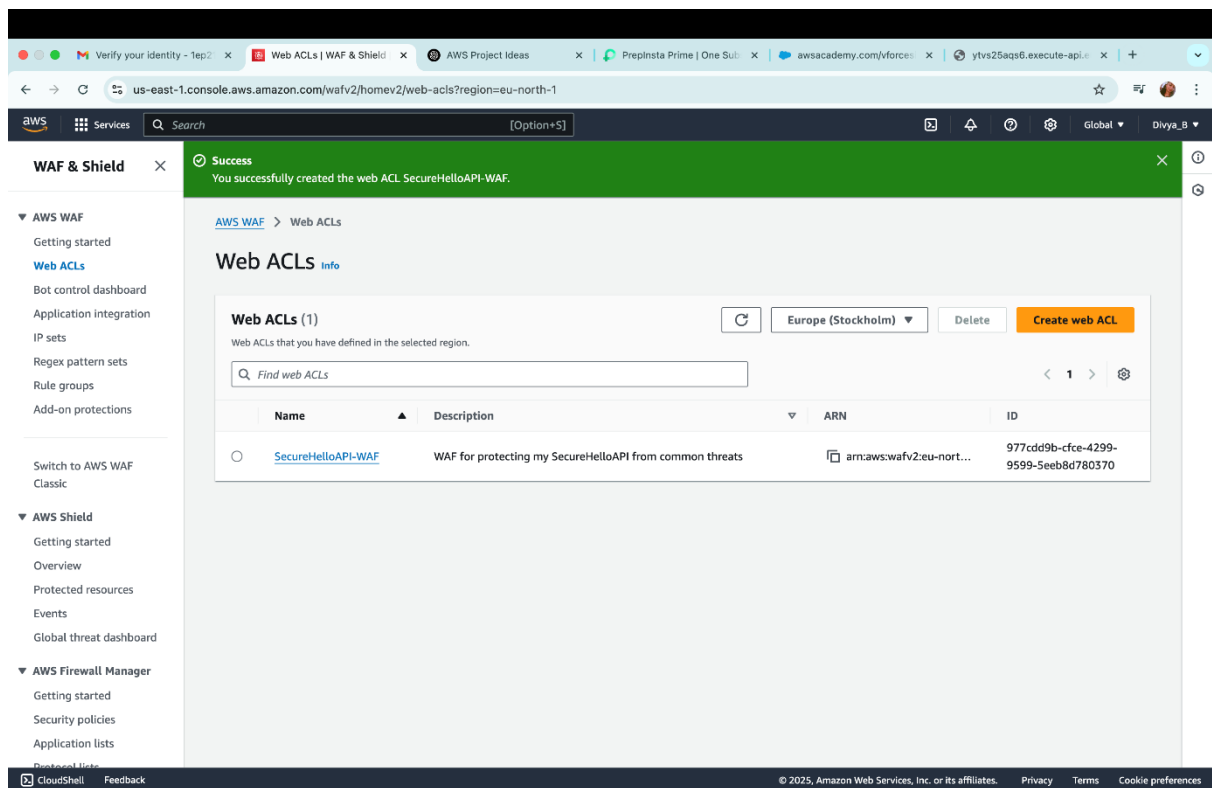 Verify your identity - 1ep2
Web ACLs | WAF & Shield
AWS Project Ideas
PrepInsta Prime | One Sub
awsacademy.com/vforces
ytvs25aqs6.execute-api.e
us-east-1.console.aws.amazon.com/wafv2/homev2/web-acls?region=eu-north-1
aws
Services
Search
[Option+S]
Global
Divya_B
WAF & Shield
Success
You successfully created the web ACL SecureHelloAPI-WAF.
AWS WAF
Getting started
Web ACLs
Bot control dashboard
Application integration
IP sets
Regex pattern sets
Rule groups
Add-on protections
Switch to AWS WAF
Classic
AWS Shield
Getting started
Overview
Protected resources
Events
Global threat dashboard
AWS Firewall Manager
Getting started
Security policies
Application lists
Protocol lists
AWS WAF > Web ACLs
Web ACLs Info
Web ACLs (1)
Web ACLs that you have defined in the selected region.
Europe (Stockholm)
Delete
Create web ACL
Find web ACLs
1
Name
Description
ARN
ID
SecureHelloAPI-WAF
WAF for protecting my SecureHelloAPI from common threats
arn:aws:wafv2:eu-nort...
977cdd9b-cfce-4299-
9599-5eeb8d780370
CloudShell
Feedback
© 2025, Amazon Web Services, Inc. or its affiliates.
Privacy
Terms
Cookie preferences